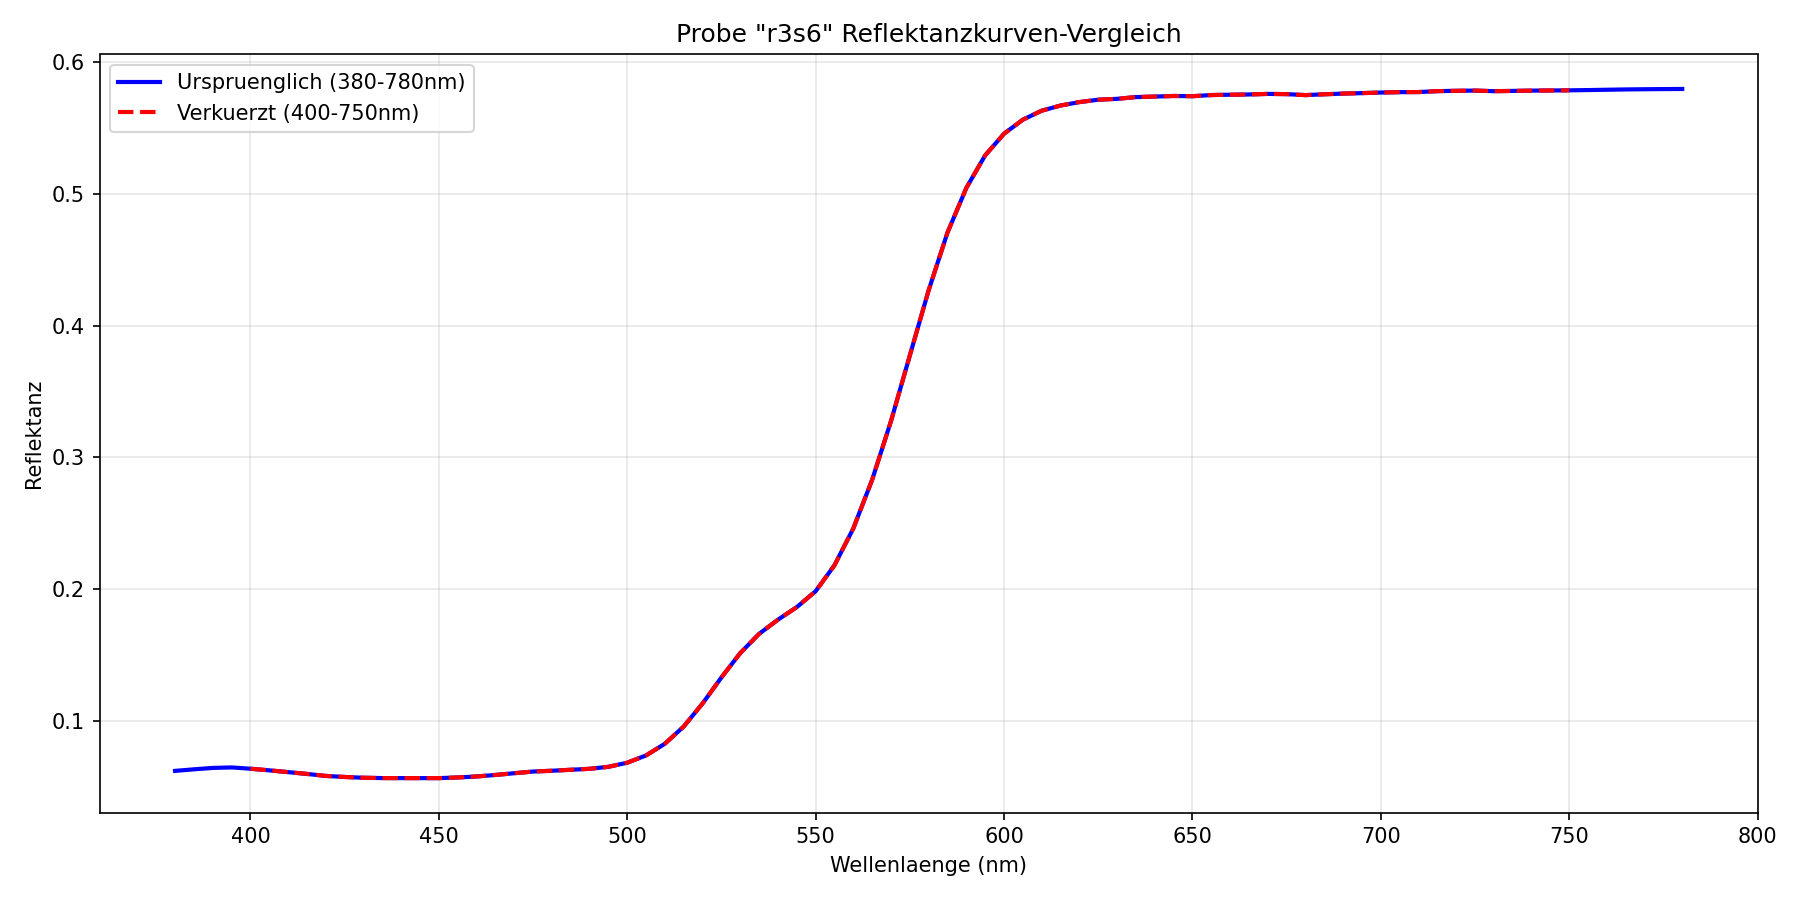 Probe "r3s6" Reflektanzkurven-Vergleich
Urspruenglich (380-780nm)
Verkuerzt (400-750nm)
0.6
0.5
0.4
0.3
0.2
0.1
Reflektanz
400 450 500 550 600 650 700 750 800
Wellenlaenge (nm)